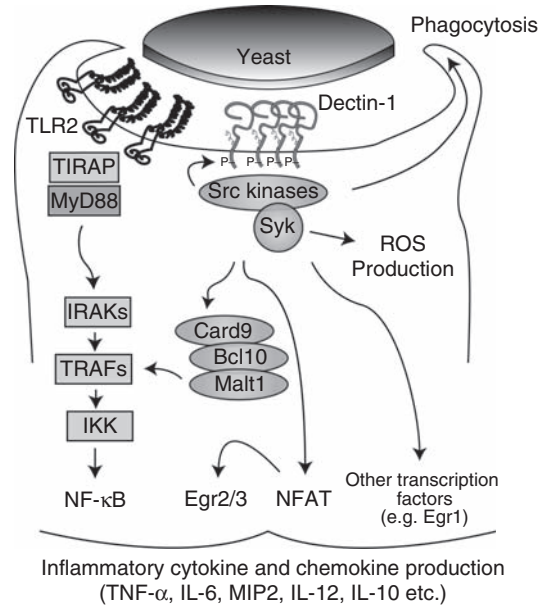 Phagocytosis
Yeast
Dectin-1
TLR2
TIRAP
MyD88
P P P P
Src kinases
Syk
ROS
Production
IRAKs
Card9
Bcl10
Malt1
TRAFs
IKK
NF-κB
Egr2/3
NFAT
Other transcription
factors
(e.g. Egr1)
Inflammatory cytokine and chemokine production
(TNF-α, IL-6, MIP2, IL-12, IL-10 etc.)